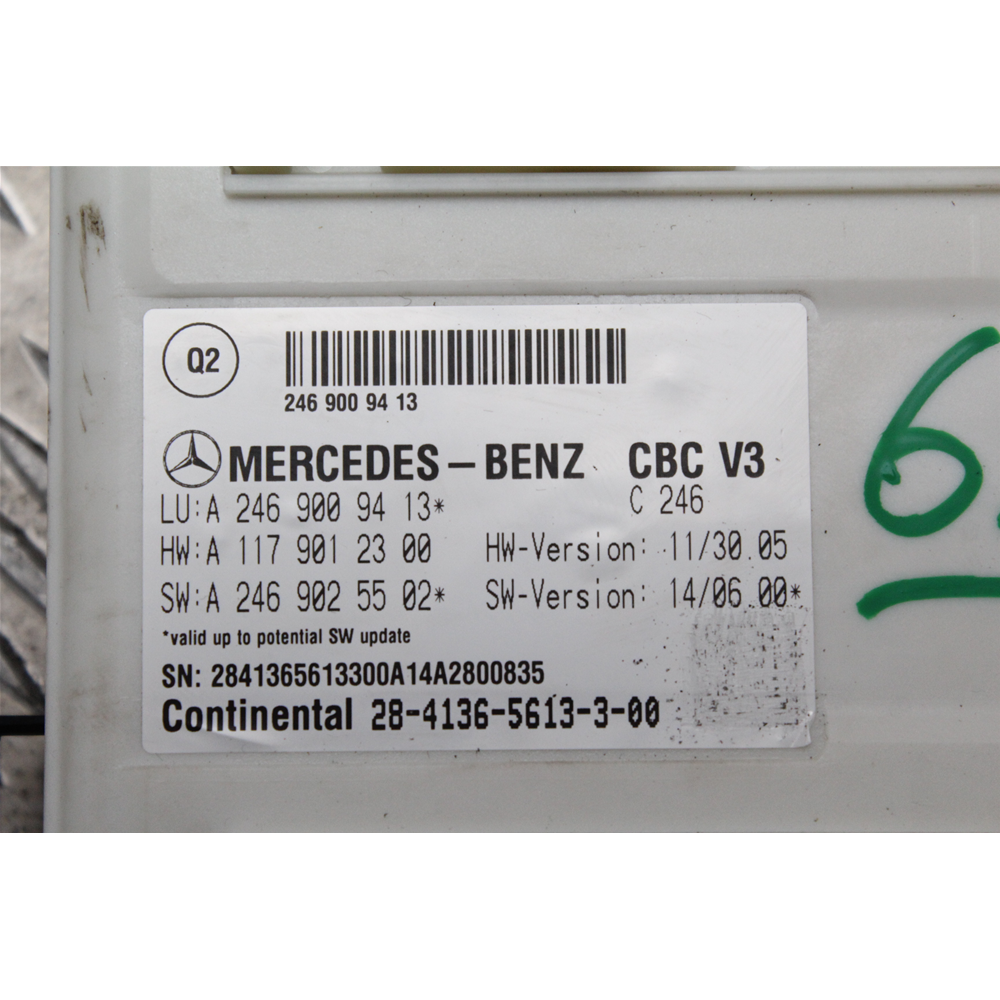 Q2
246 900 94 13
MERCEDES-BENZ CBC V3
LU:A 246 900 94 13* C 246
HW:A 117 901 23 00 HW-Version: 11/30.05
SW:A 246 902 55 02* SW-Version: 14/06.00*
*valid up to potential SW update
SN: 2841365613300A14A2800835
Continental 28-4136-5613-3-00